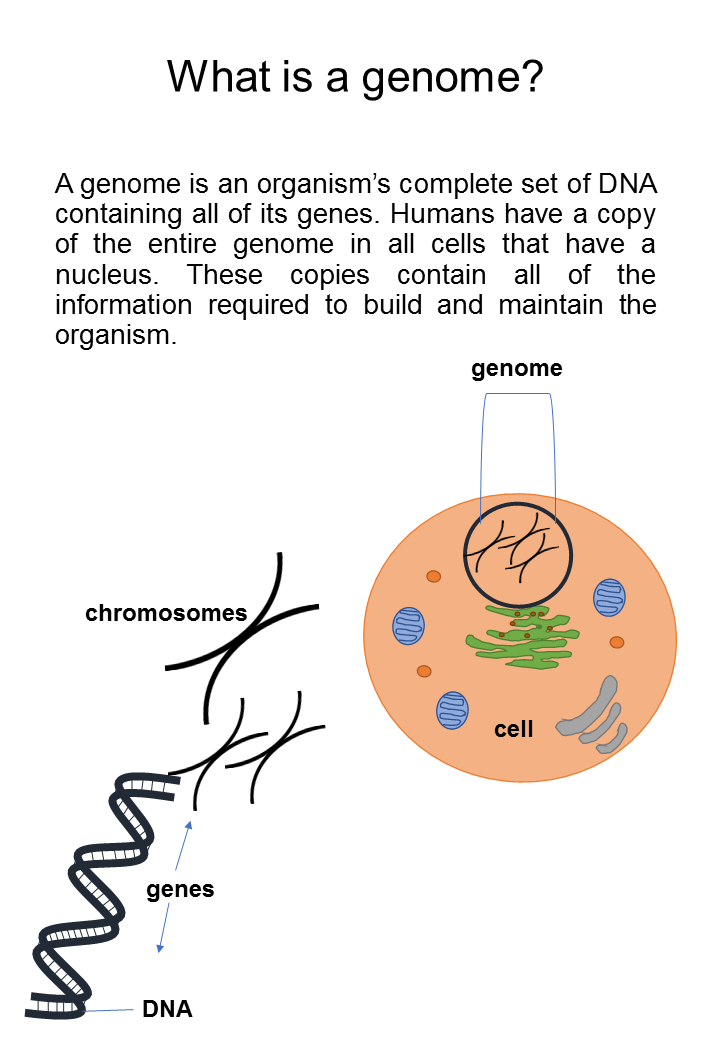 What is a genome?
A genome is an organism’s complete set of DNA
containing all of its genes. Humans have a copy
of the entire genome in all cells that have a
nucleus. These copies contain all of the
information required to build and maintain the
organism.
genome
chromosomes
cell
genes
DNA